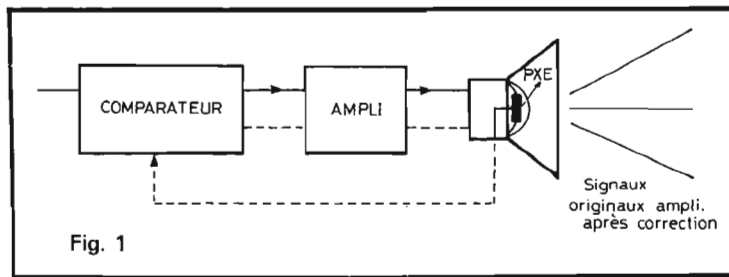 COMPARATEUR
AMPLI
PXE
Signaux
originaux ampli.
après correction
Fig. 1